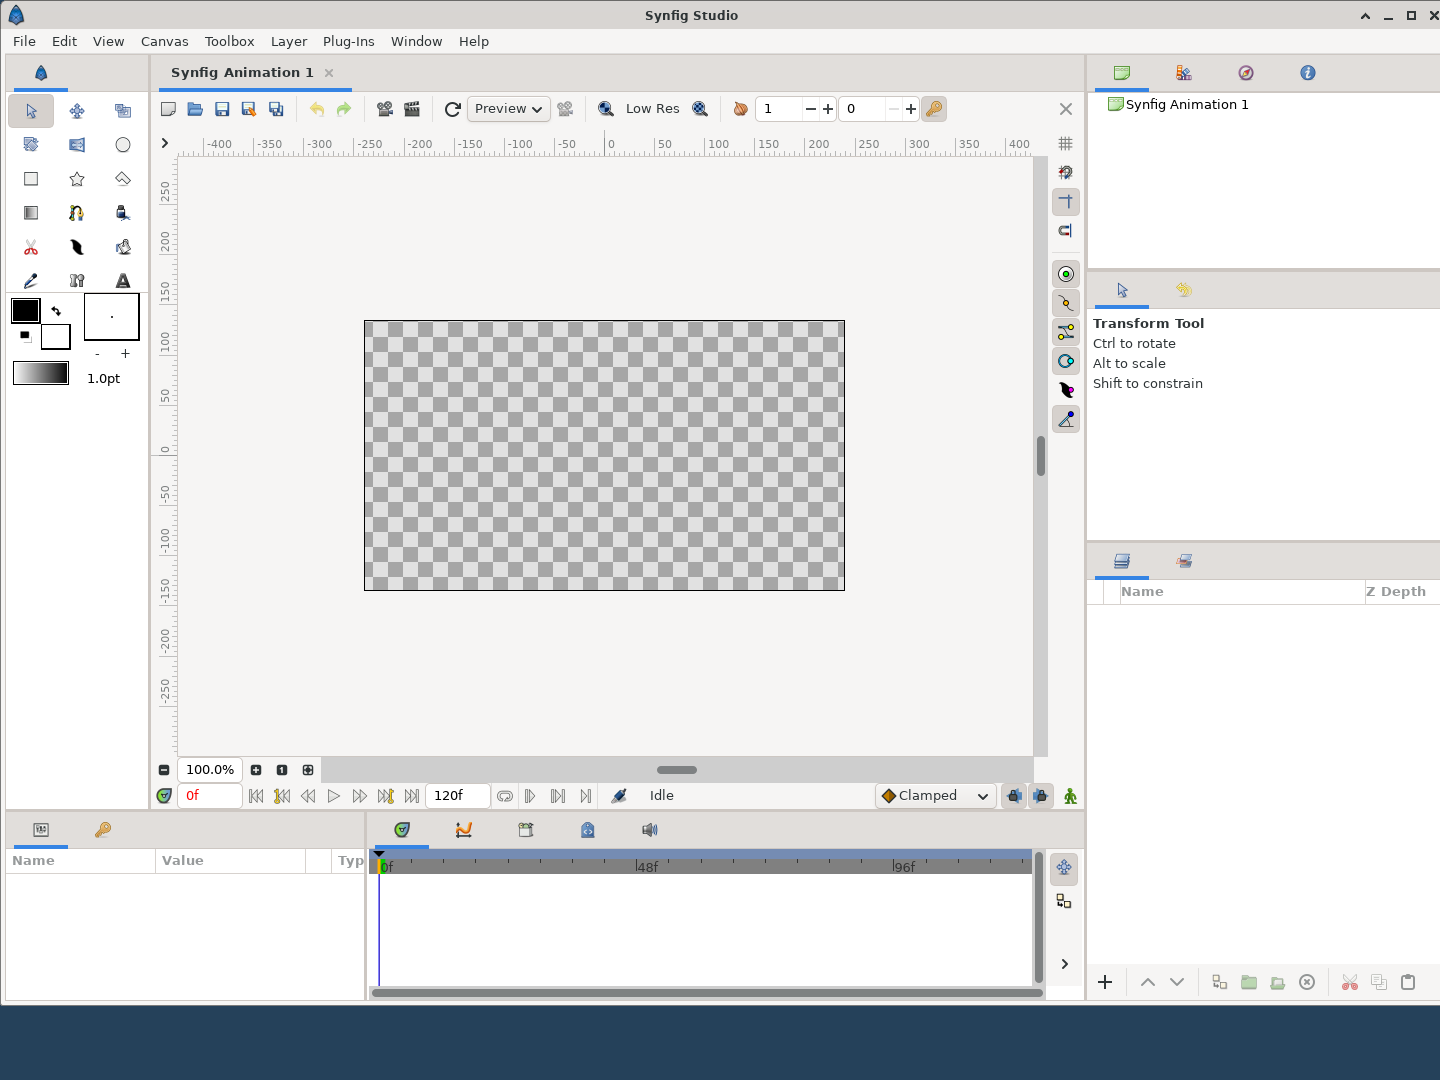 Synfig Studio
File Edit View Canvas Toolbox Layer Plug-Ins Window Help
Synfig Animation 1
Preview
Low Res
1
0
-400 -350 -300 -250 -200 -150 -100 -50 0 50 100 150 200 250 300 350 400
250
200
150
100
50
0
-50
-100
-150
-200
-250
- +
1.0pt
100.0%
0f
120f
Idle
Clamped
Name Value Typ
0f 48f 96f
Synfig Animation 1
Transform Tool
Ctrl to rotate
Alt to scale
Shift to constrain
Name Z Depth